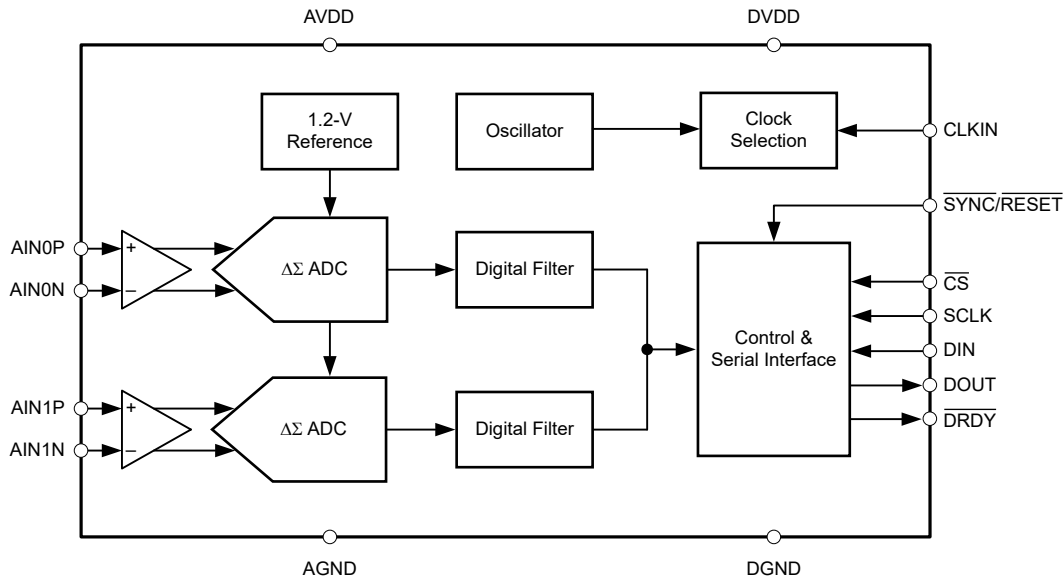 AVDD
DVDD
1.2-V
Reference
Oscillator
Clock
Selection
CLKIN
SYNC/RESET
AIN0P
+
AIN0N
−
ΔΣ ADC
Digital Filter
CS
SCLK
Control &
Serial Interface
DIN
DOUT
DRDY
AIN1P
+
AIN1N
−
ΔΣ ADC
Digital Filter
AGND
DGND